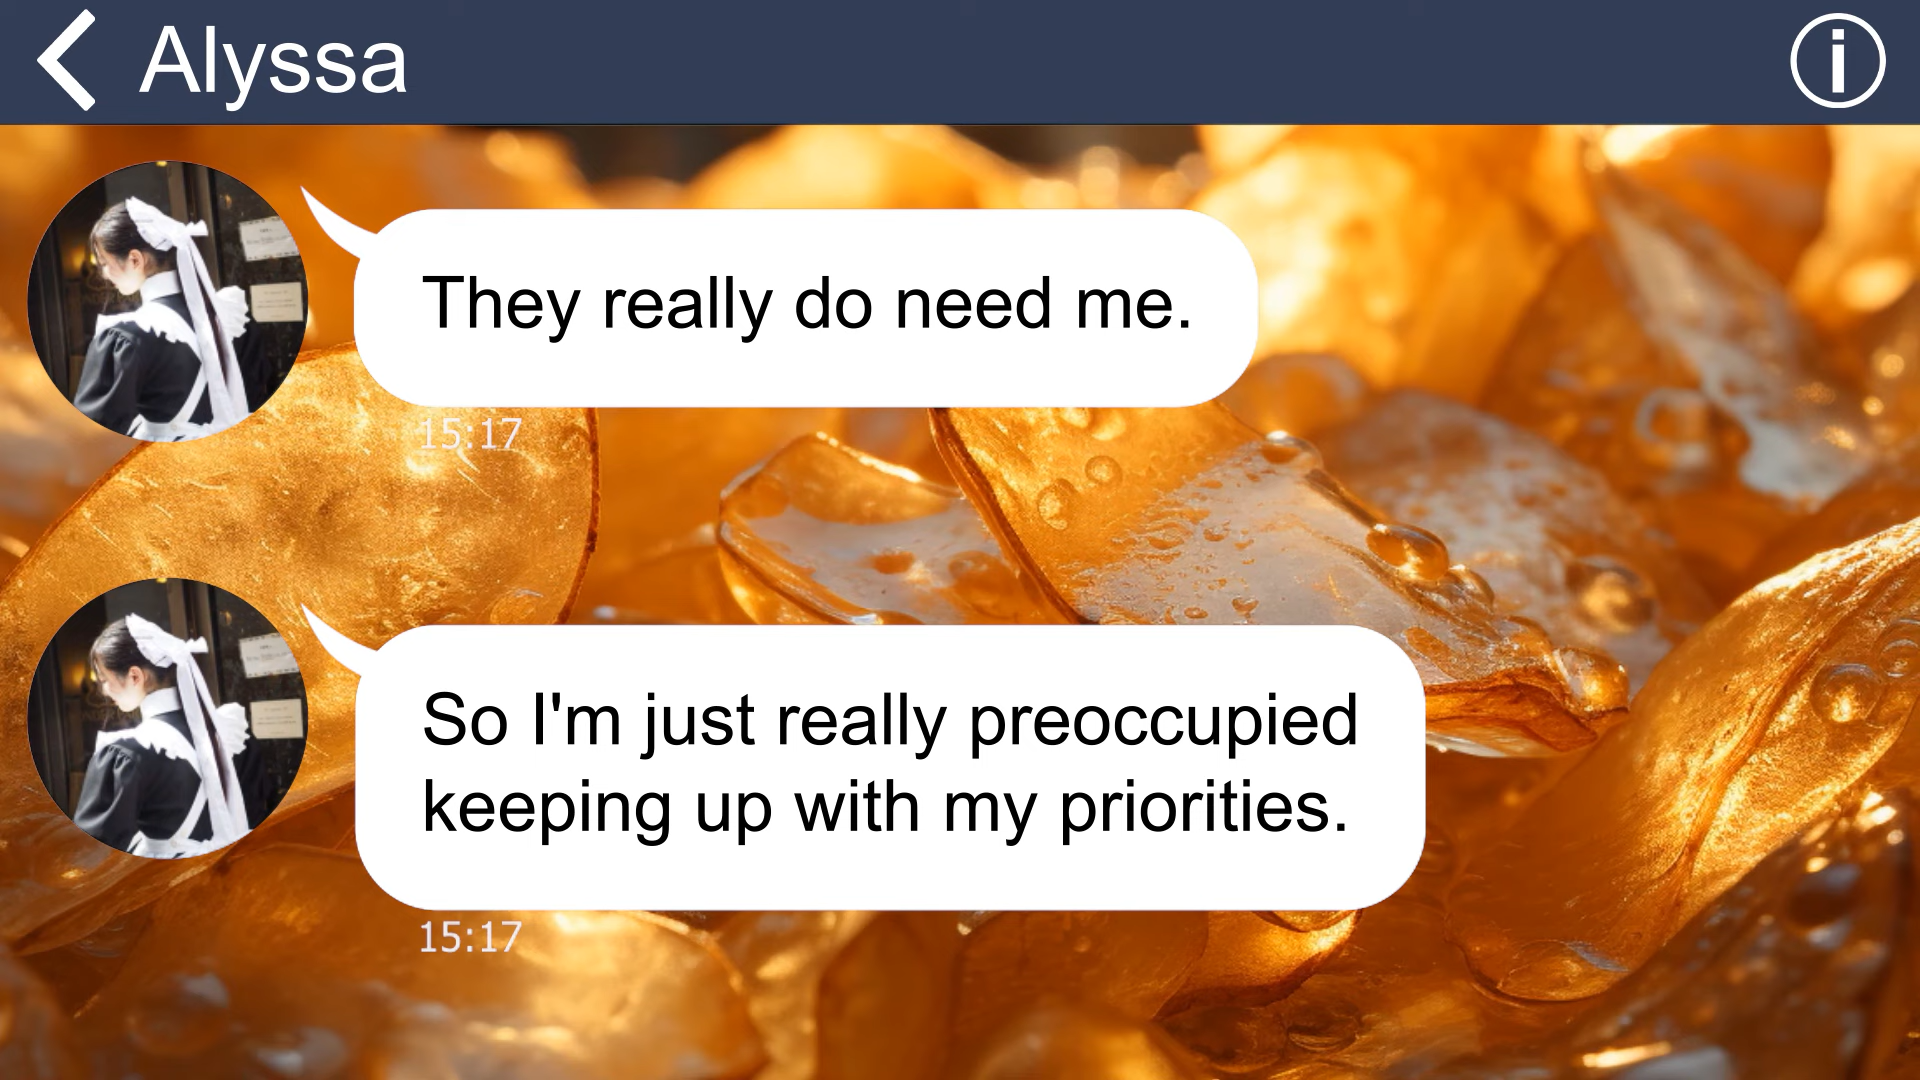 Alyssa
They really do need me.
15:17
So I'm just really preoccupied
keeping up with my priorities.
15:17